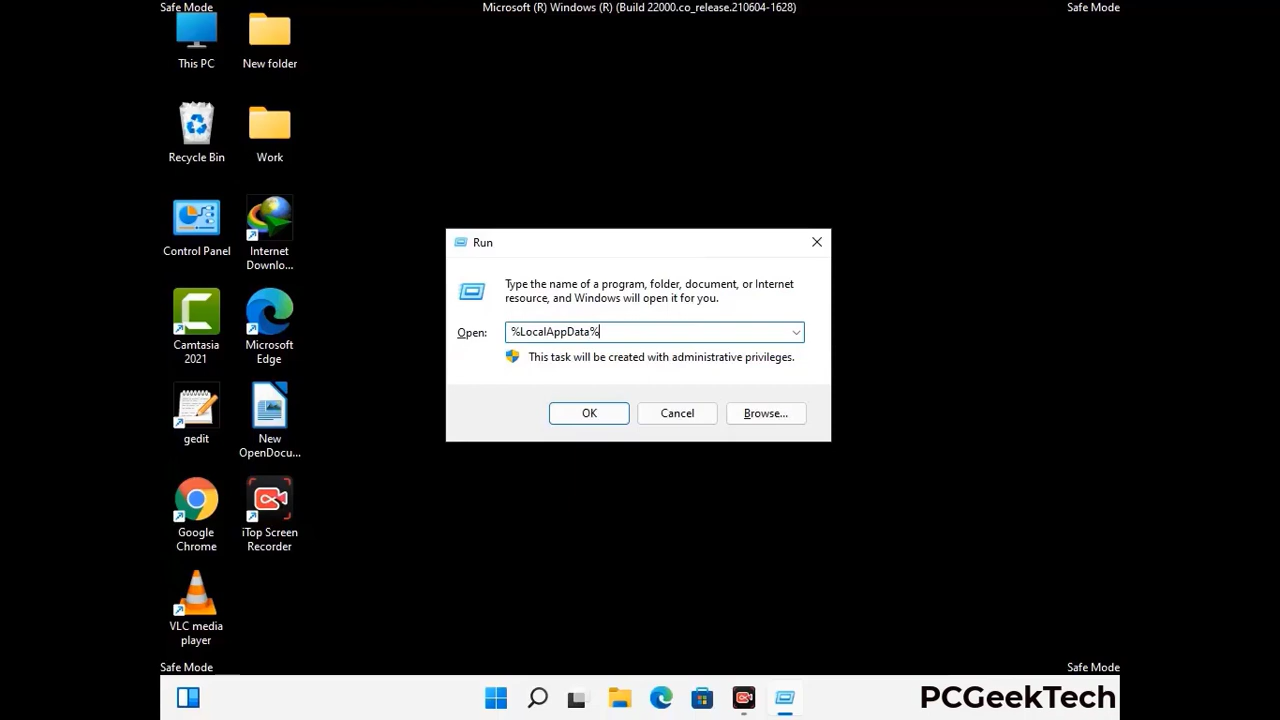 Safe Mode
Microsoft (R) Windows (R) (Build 22000.co_release.210604-1628)
Safe Mode
This PC
New folder
Recycle Bin
Work
Control Panel
Internet
Downlo...
Camtasia
2021
Microsoft
Edge
gedit
New
OpenDocu...
Google
Chrome
iTop Screen
Recorder
VLC media
player
Run
Type the name of a program, folder, document, or Internet
resource, and Windows will open it for you.
Open:
%LocalAppData%
This task will be created with administrative privileges.
OK
Cancel
Browse...
Safe Mode
Safe Mode
PCGeekTech